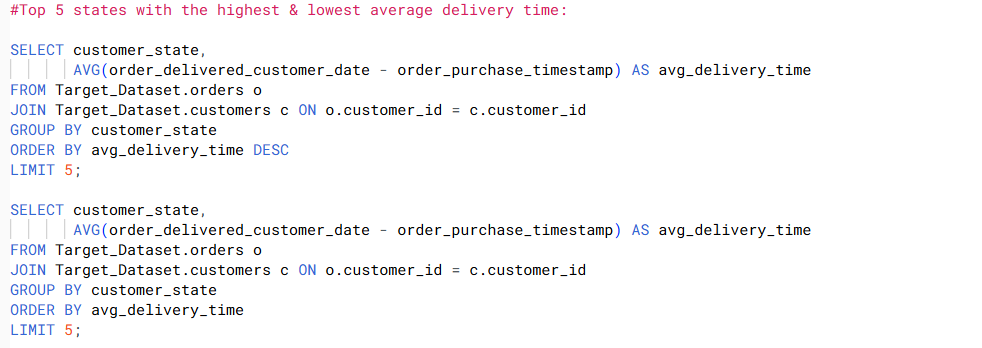 #Top 5 states with the highest & lowest average delivery time:
SELECT customer_state,
AVG(order_delivered_customer_date - order_purchase_timestamp) AS avg_delivery_time
FROM Target_Dataset.orders o
JOIN Target_Dataset.customers c ON o.customer_id = c.customer_id
GROUP BY customer_state
ORDER BY avg_delivery_time DESC
LIMIT 5;
SELECT customer_state,
AVG(order_delivered_customer_date - order_purchase_timestamp) AS avg_delivery_time
FROM Target_Dataset.orders o
JOIN Target_Dataset.customers c ON o.customer_id = c.customer_id
GROUP BY customer_state
ORDER BY avg_delivery_time
LIMIT 5;